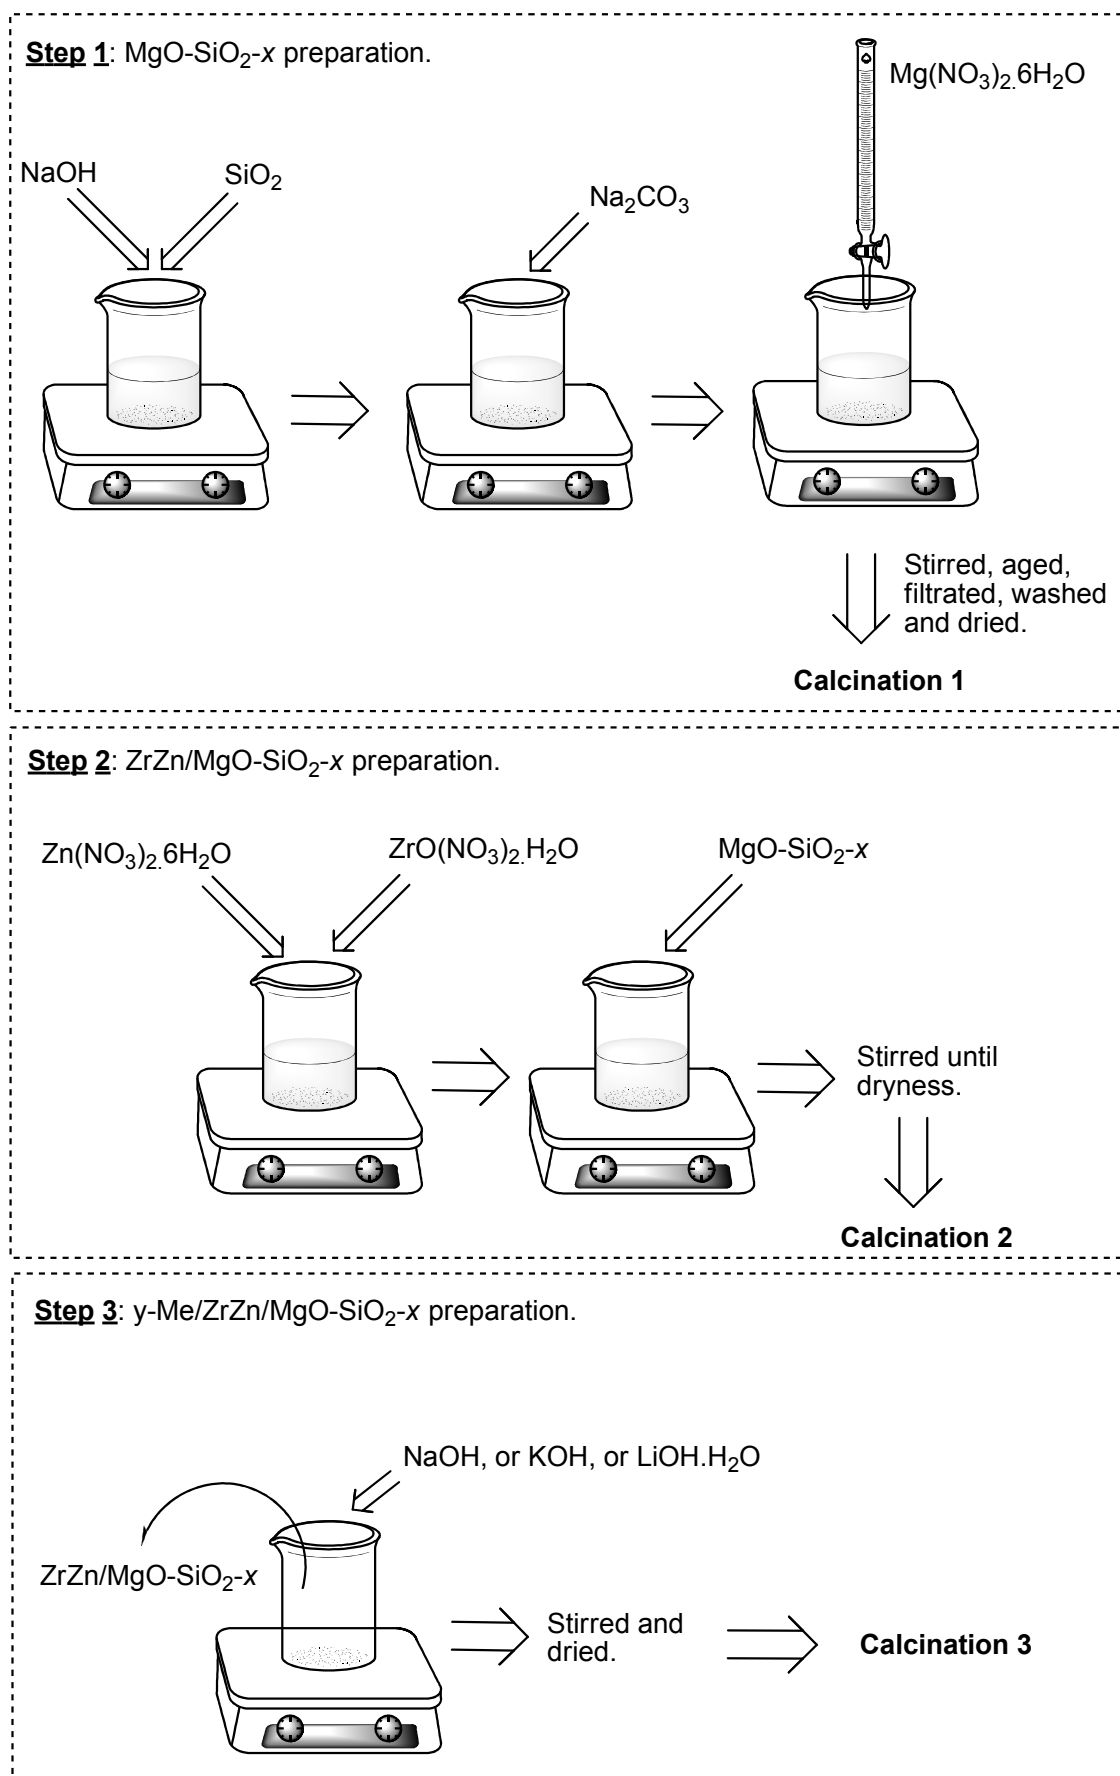 Step 1: MgO-SiO₂-x preparation.
Mg(NO₃)₂.6H₂O
NaOH
SiO₂
Na₂CO₃
Stirred, aged,
filtrated, washed
and dried.
Calcination 1
Step 2: ZrZn/MgO-SiO₂-x preparation.
Zn(NO₃)₂.6H₂O
ZrO(NO₃)₂.H₂O
MgO-SiO₂-x
Stirred until
dryness.
Calcination 2
Step 3: y-Me/ZrZn/MgO-SiO₂-x preparation.
NaOH, or KOH, or LiOH.H₂O
ZrZn/MgO-SiO₂-x
Stirred and
dried.
Calcination 3